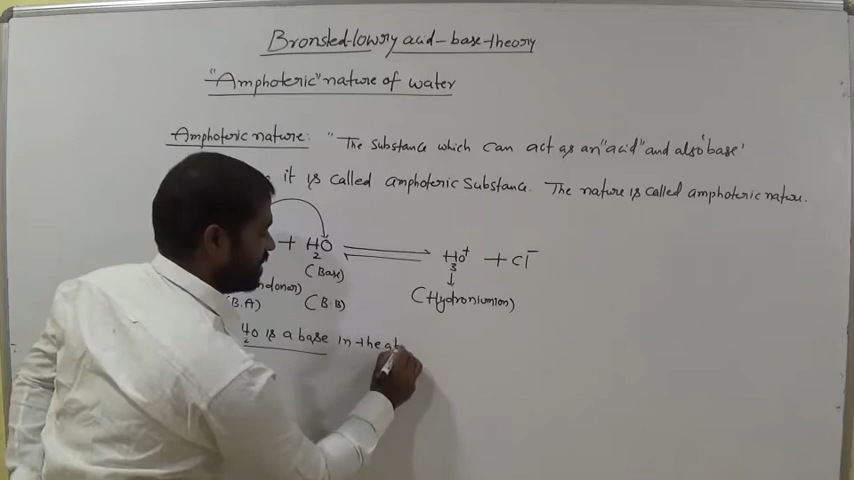 Bronsted-lowry acid-base-theory
"Amphoteric" nature of water
Amphoteric nature: "The substance which can act as an "acid" and also 'base'
it is called amphoteric Substance. The nature is called amphoteric nature.
+ H2O ⇌ H3O+ + Cl-
(Base)
(B.A) (B.B) (Hydroniumion)
H2O is a base in the